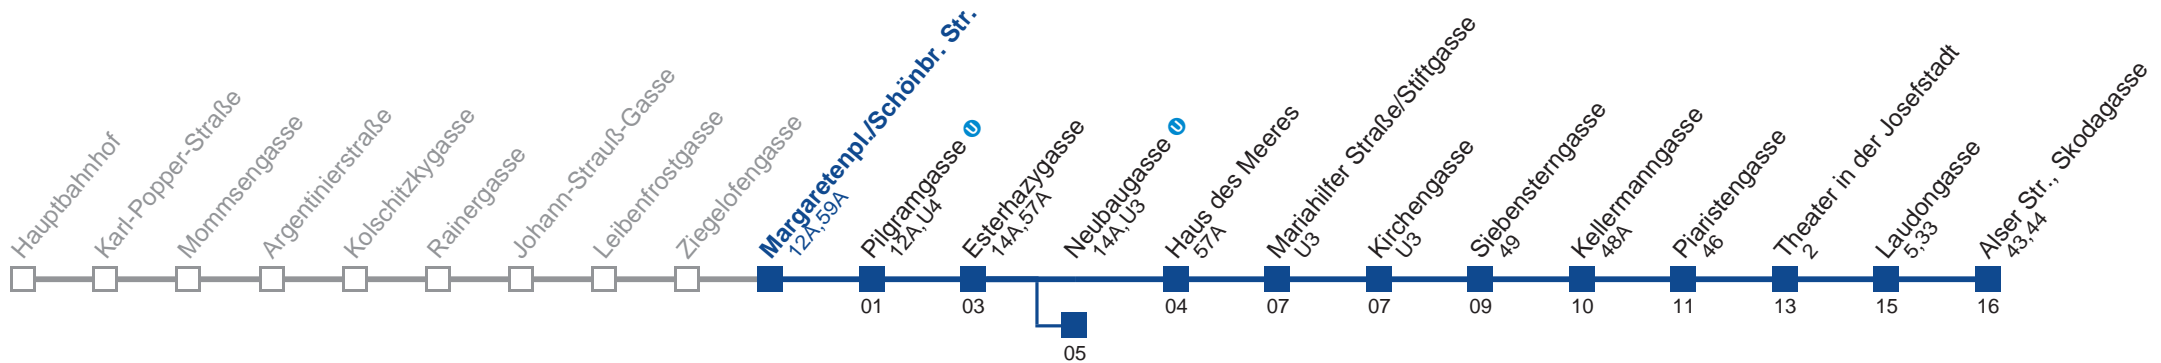 Hauptbahnhof
Karl-Popper-Straße
Mommsengasse
Argentinierstraße
Kolschitzkygasse
Rainergasse
Johann-Strauß-Gasse
Leibenfrostgasse
Ziegelofengasse
Margaretenpl./Schönbr. Str.
12A,59A
Pilgramgasse U
12A,U4
Esterhazygasse
14A,57A
Neubaugasse U
14A,U3
Haus des Meeres
57A
Mariahilfer Straße/Stiftgasse
U3
Kirchengasse
U3
Siebensterngasse
49
Kellermanngasse
48A
Piaristengasse
46
Theater in der Josefstadt
2
Laudongasse
5,33
Alser Str., Skodagasse
43,44
01
03
04
07
07
09
10
11
13
15
16
05